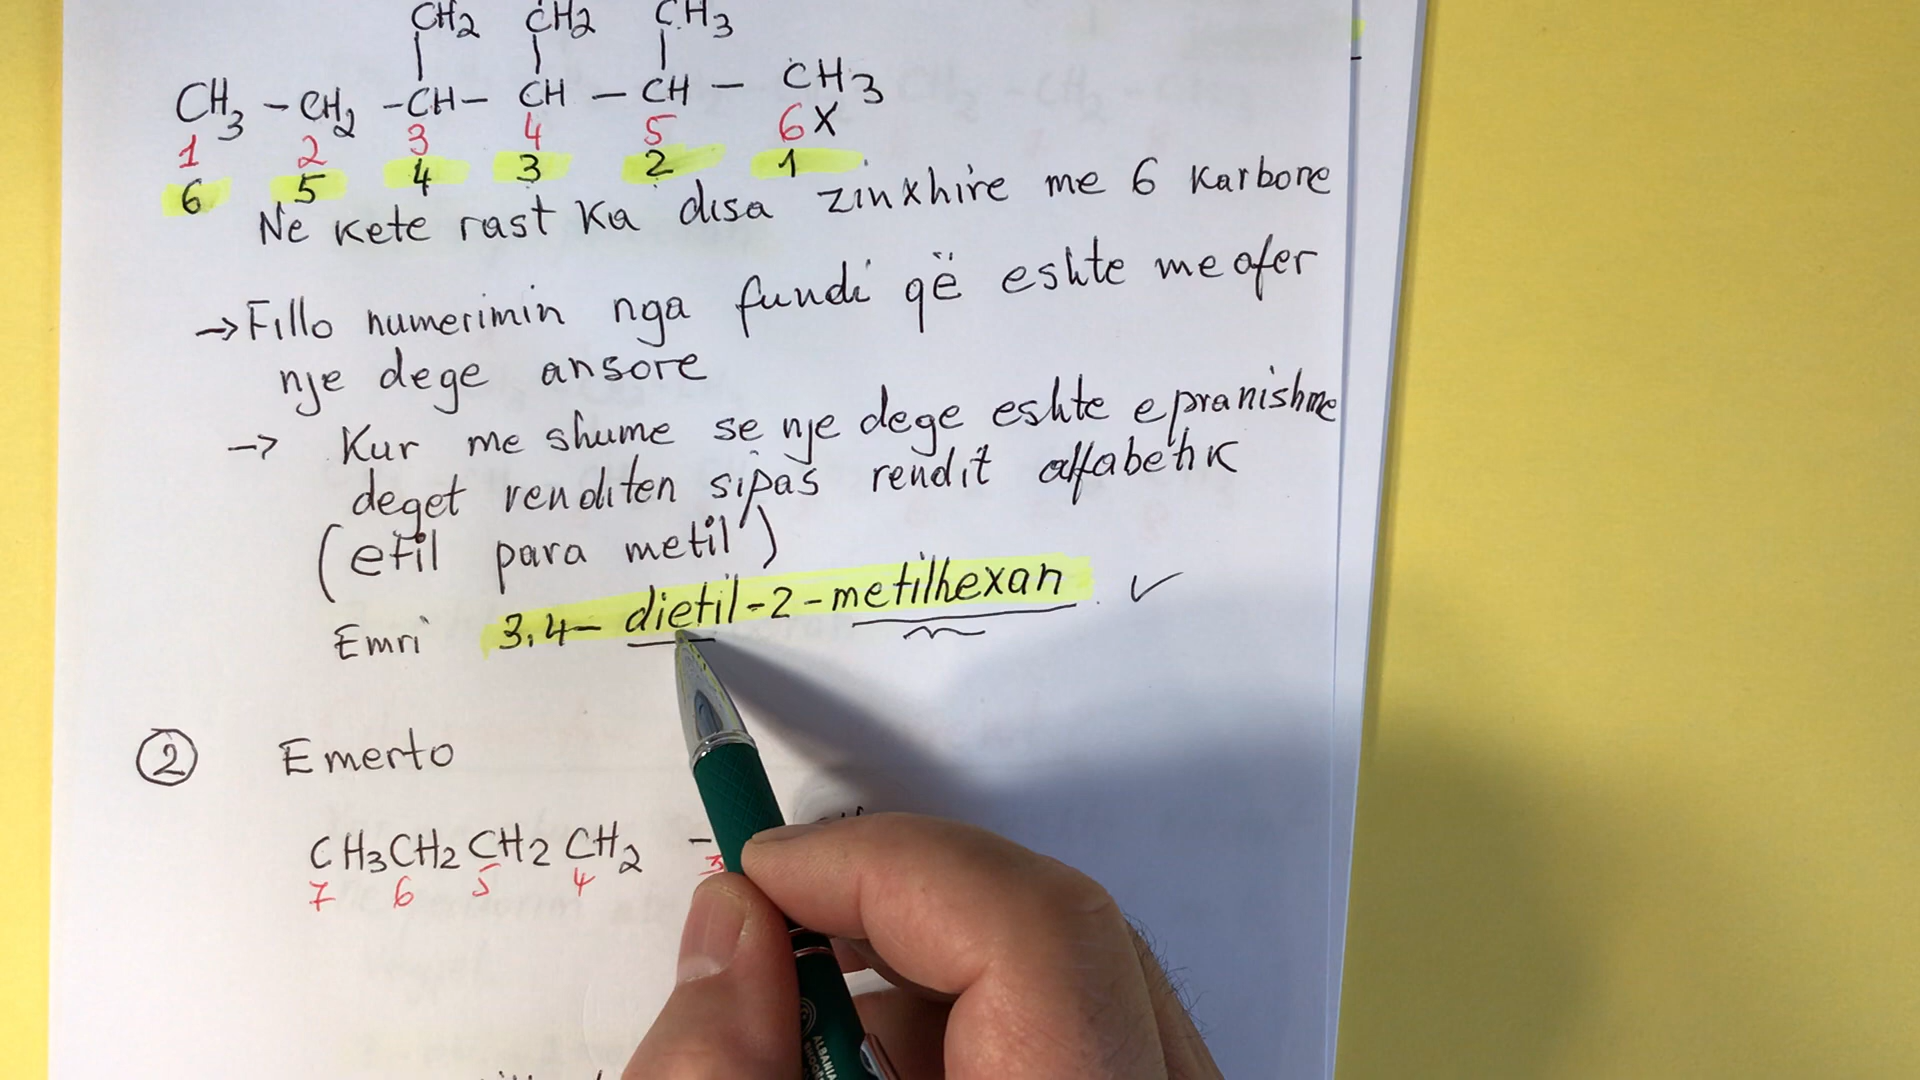 CH2 CH2 CH3
CH3 - CH2 - CH - CH - CH - CH3
1 2 3 4 5 6X
6 5 4 3 2 1
Ne kete rast ka disa zinxhire me 6 karbone
→ Fillo numerimin nga fundi që eshte me afer
nje dege ansore
→ Kur me shume se nje dege eshte e pranishme
deget renditen sipas rendit alfabetik
(etil para metil)
Emri 3,4-dietil-2-metilhexan ✓
② Emerto
CH3CH2CH2CH2 -
7 6 5 4 3
ALBANIA